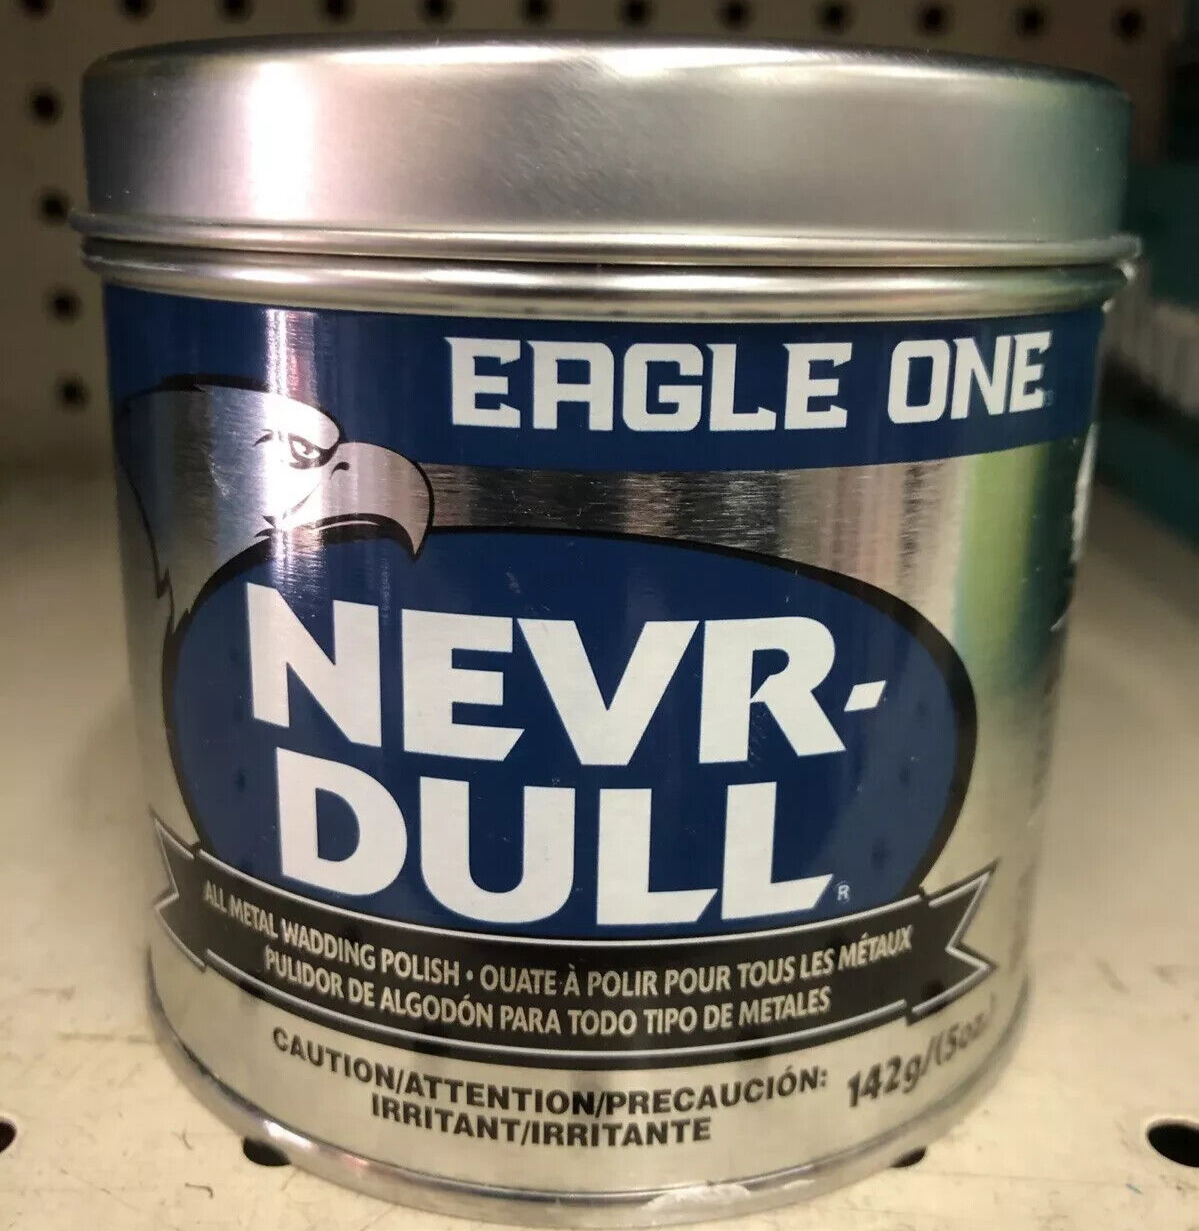 EAGLE ONE
NEVR-
DULL®
ALL METAL WADDING POLISH • OUATE À POLIR POUR TOUS LES MÉTAUX
PULIDOR DE ALGODÓN PARA TODO TIPO DE METALES
CAUTION/ATTENTION/PRECAUCIÓN:
IRRITANT/IRRITANTE
142g/(5oz.)